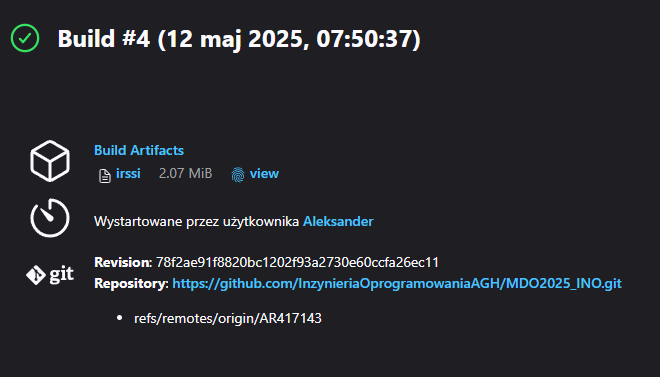 Build #4 (12 maj 2025, 07:50:37)
Build Artifacts
irssi 2.07 MiB view
Wystartowane przez użytkownika Aleksander
git
Revision: 78f2ae91f8820bc1202f93a2730e60ccfa26ec11
Repository: https://github.com/InzynieriaOprogramowaniaAGH/MDO2025_INO.git
refs/remotes/origin/AR417143